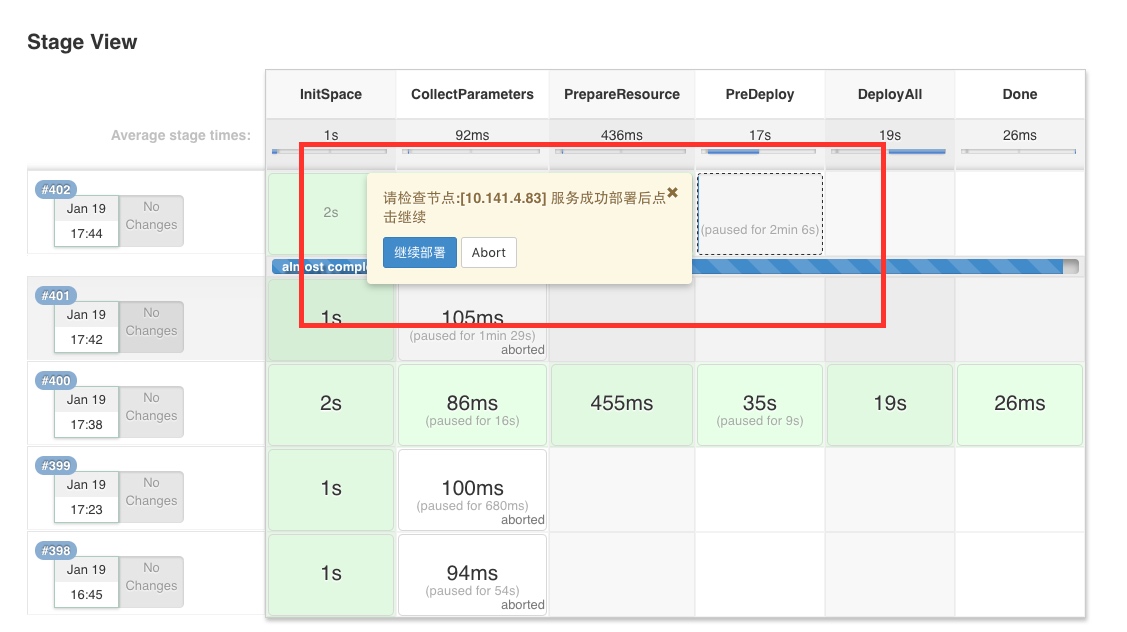 Stage View
InitSpace CollectParameters PrepareResource PreDeploy DeployAll Done
Average stage times: 1s 92ms 436ms 17s 19s 26ms
#402
Jan 19
17:44
No
Changes
2s
请检查节点:[10.141.4.83] 服务成功部署后点
击继续
✖
继续部署 Abort
(paused for 2min 6s)
almost compl
#401
Jan 19
17:42
No
Changes
1s
105ms
(paused for 1min 29s)
aborted
#400
Jan 19
17:38
No
Changes
2s
86ms
(paused for 16s)
455ms
35s
(paused for 9s)
19s
26ms
#399
Jan 19
17:23
No
Changes
1s
100ms
(paused for 680ms)
aborted
#398
Jan 19
16:45
No
Changes
1s
94ms
(paused for 54s)
aborted